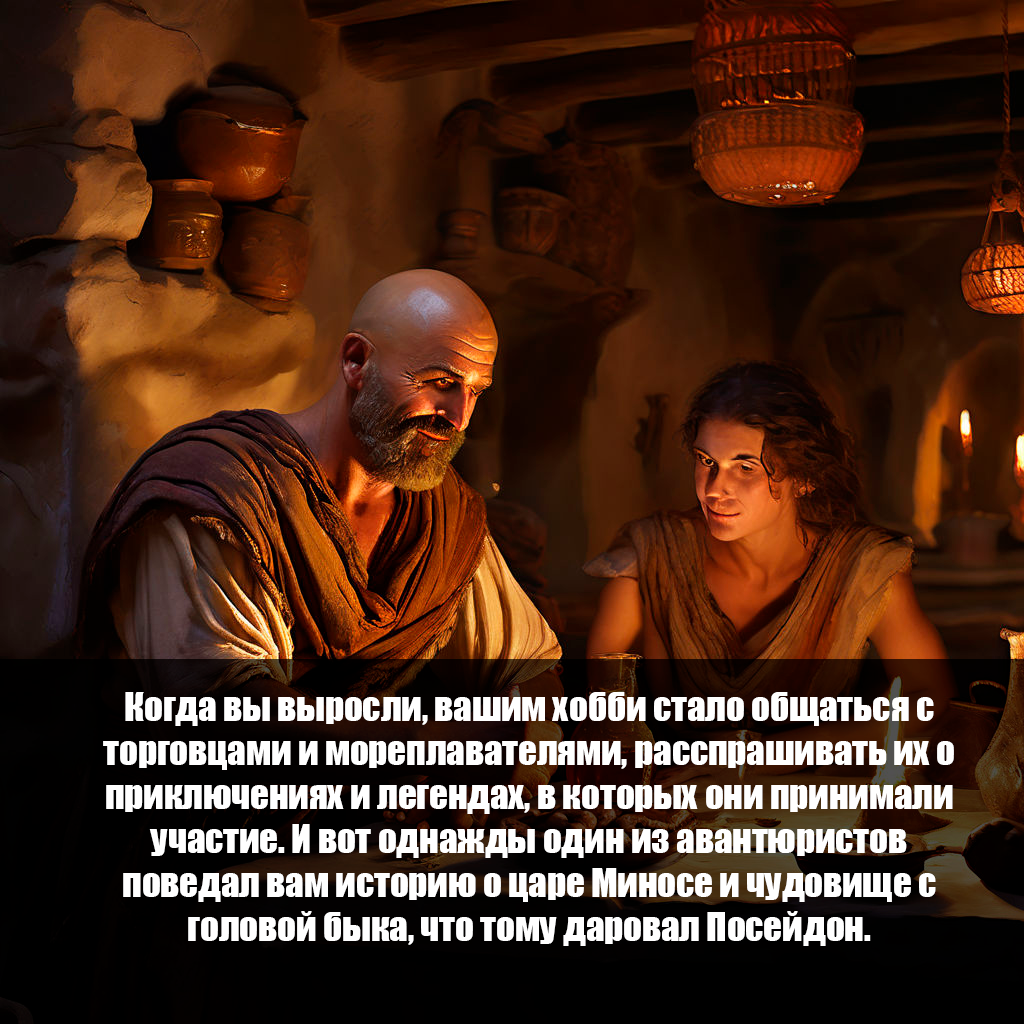 Когда вы выросли, вашим хобби стало общаться с
торговцами и мореплавателями, расспрашивать их о
приключениях и легендах, в которых они принимали
участие. И вот однажды один из авантюристов
поведал вам историю о царе Миносе и чудовище с
головой быка, что тому даровал Посейдон.